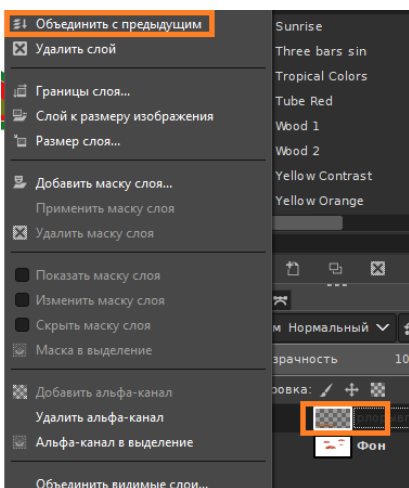 Объединить с предыдущим
Удалить слой
Границы слоя...
Слой к размеру изображения
Размер слоя...
Добавить маску слоя...
Применить маску слоя
Удалить маску слоя
Показать маску слоя
Изменить маску слоя
Скрыть маску слоя
Маска в выделение
Добавить альфа-канал
Удалить альфа-канал
Альфа-канал в выделение
Объединить видимые слои...
Sunrise
Three bars sin
Tropical Colors
Tube Red
Wood 1
Wood 2
Yellow Contrast
Yellow Orange
м Нормальный
зрачность 10
ровка:
Фон